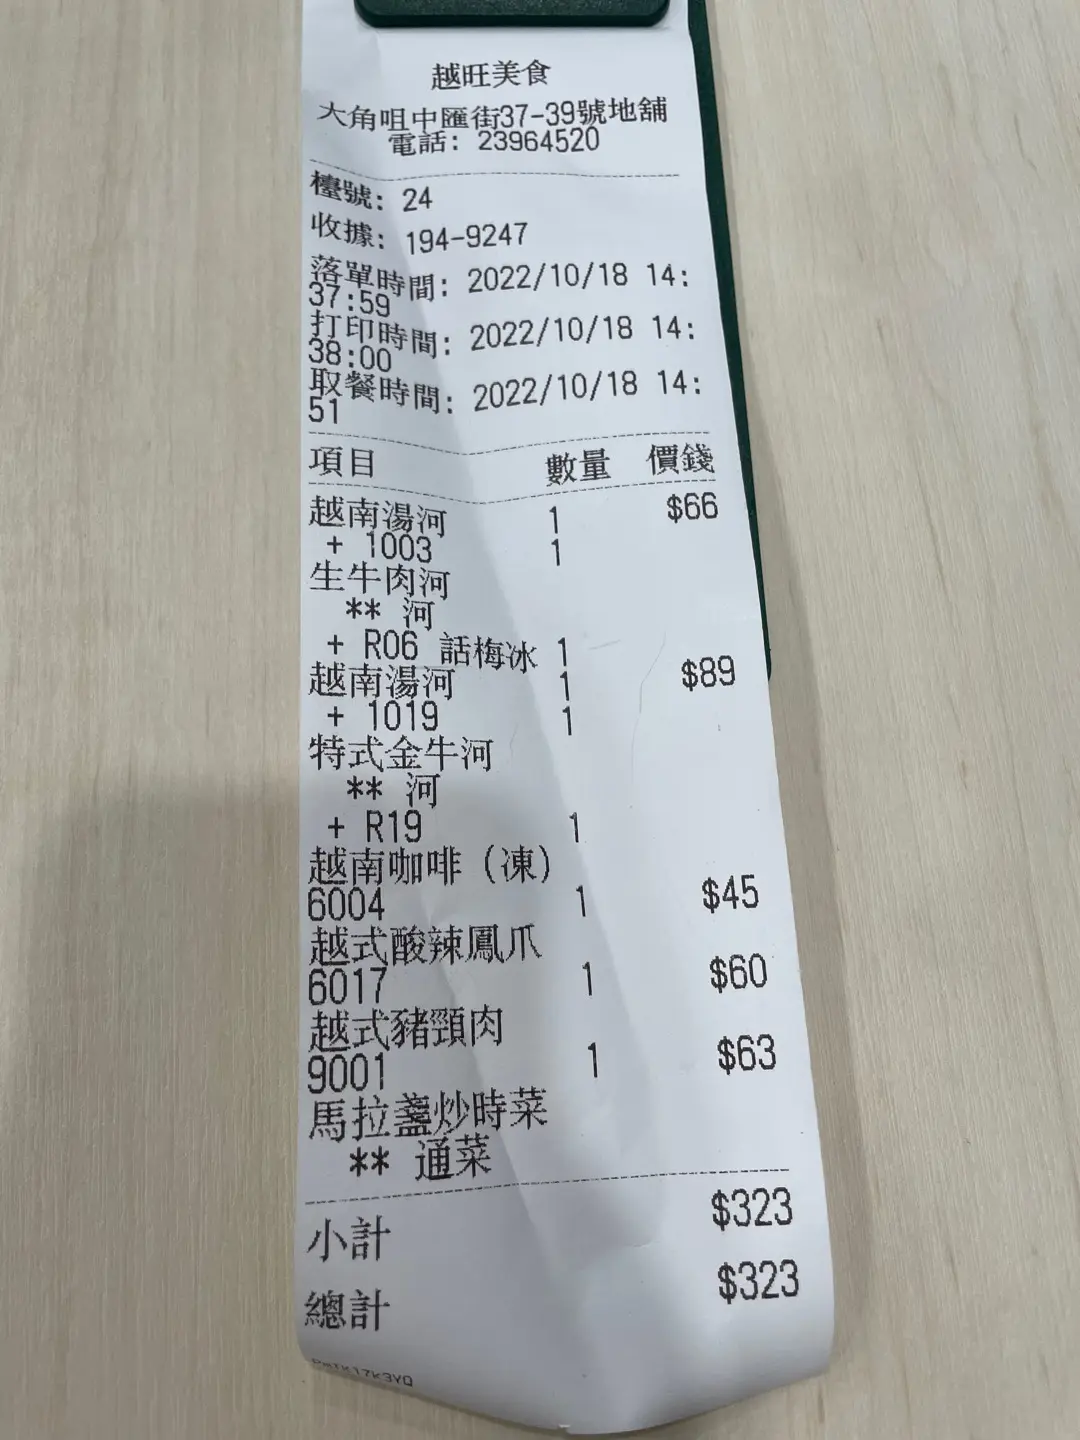 越旺美食
大角咀中匯街37-39號地舖
電話: 23964520
檯號: 24
收據: 194-9247
落單時間: 2022/10/18 14:
37:59
打印時間: 2022/10/18 14:
38:00
取餐時間: 2022/10/18 14:
51
項目 數量 價錢
越南湯河 1 $66
+ 1003 1
生牛肉河
** 河
+ R06 話梅冰 1
越南湯河 1 $89
+ 1019 1
特式金牛河
** 河
+ R19 1
越南咖啡（凍）
6004 1 $45
越式酸辣鳳爪
6017 1 $60
越式豬頸肉
9001 1 $63
馬拉盞炒時菜
** 通菜
小計 $323
總計 $323